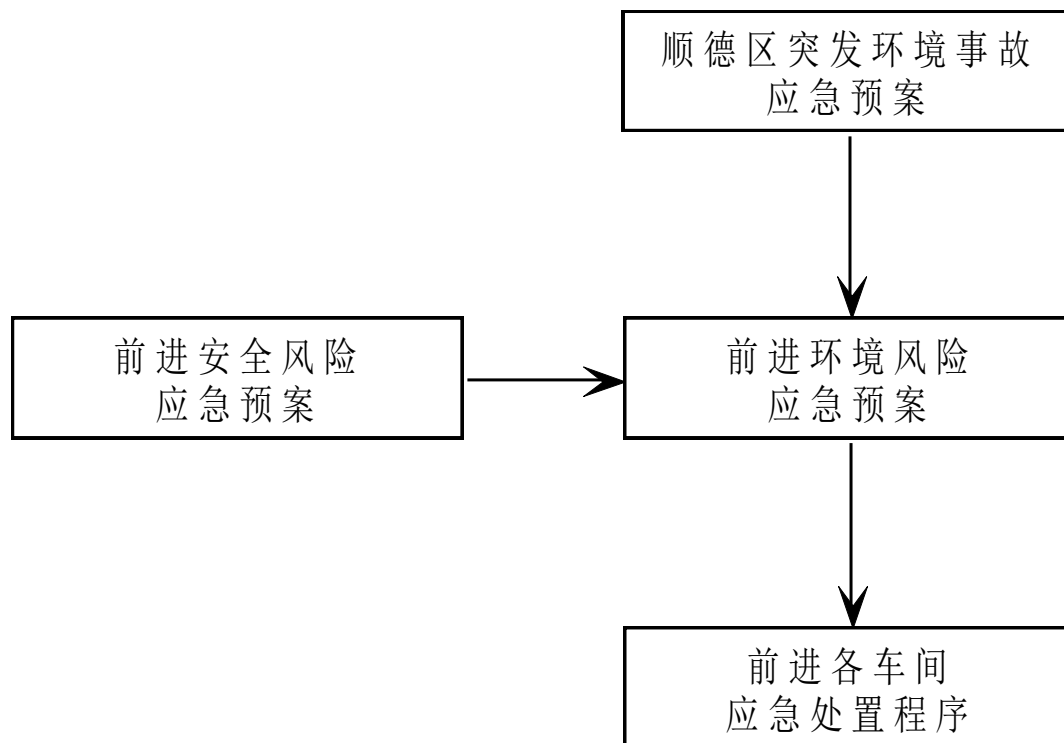 顺德区突发环境事故
应急预案
前进安全风险
应急预案
前进环境风险
应急预案
前进各车间
应急处置程序